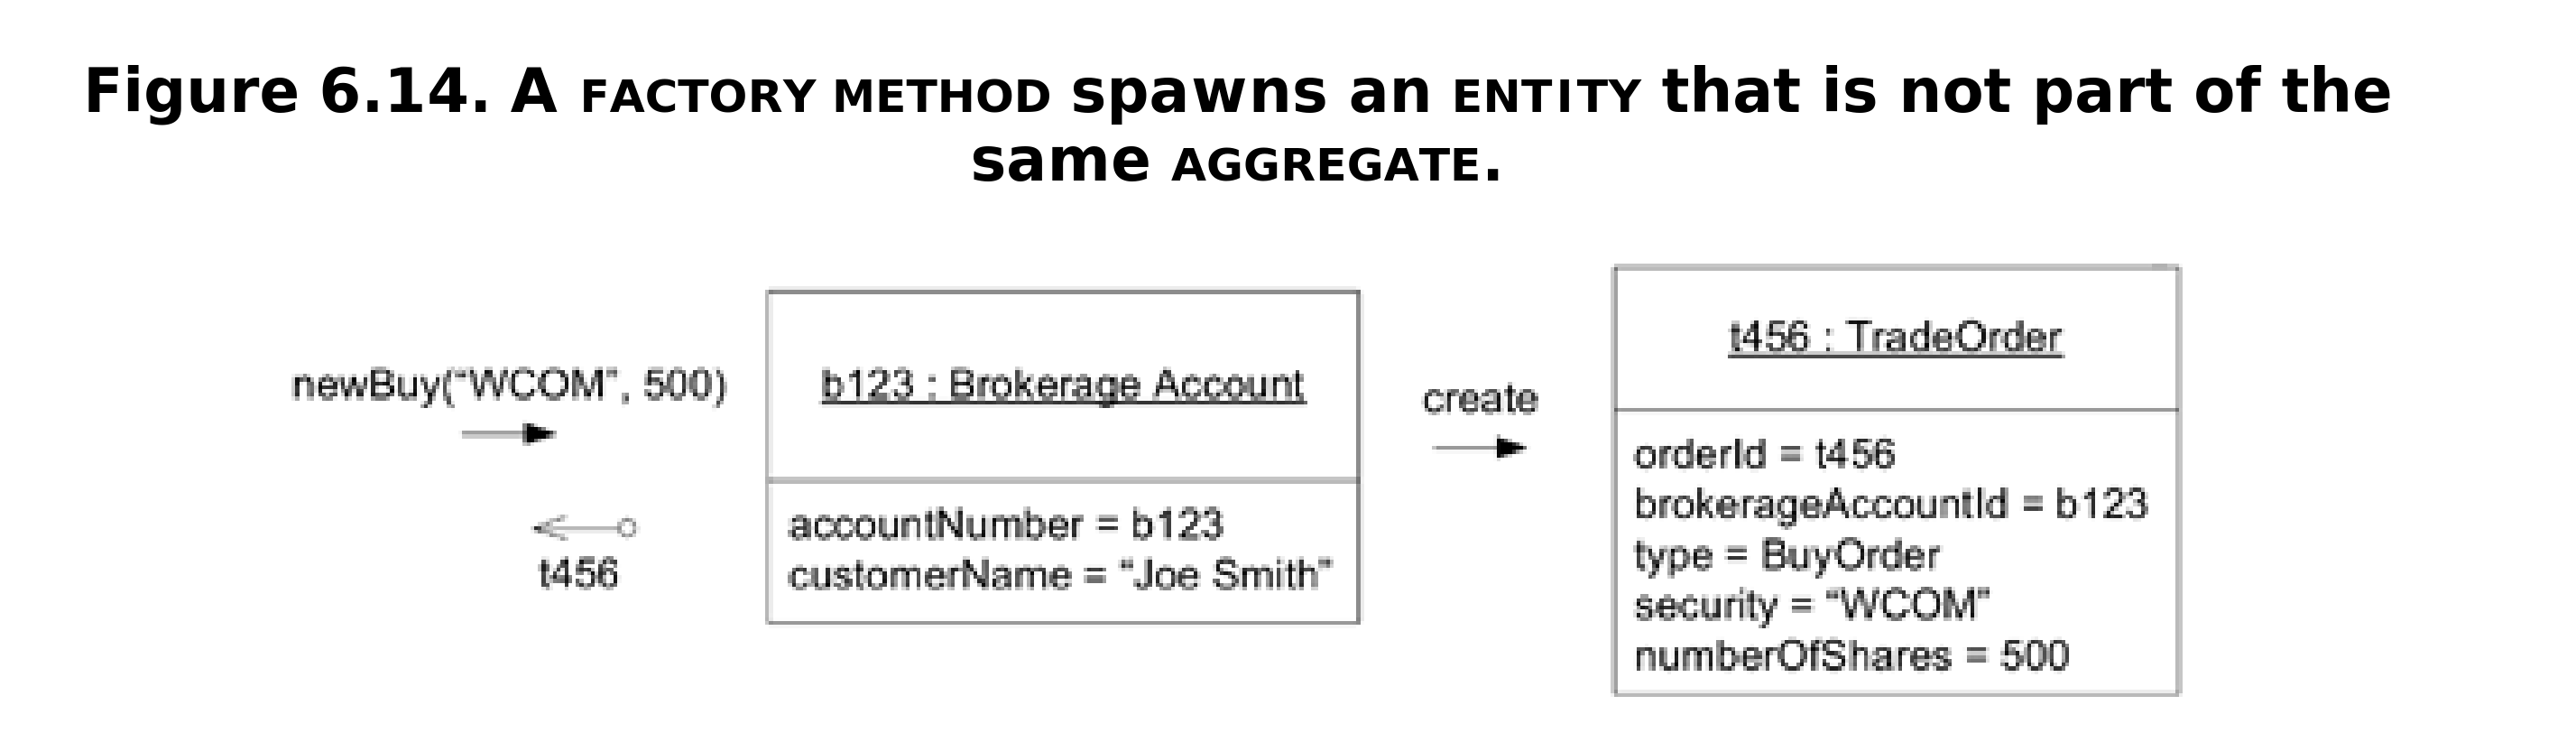 Figure 6.14. A FACTORY METHOD spawns an ENTITY that is not part of the
same AGGREGATE.
newBuy(“WCOM”, 500)
t456
b123 : Brokerage Account
accountNumber = b123
customerName = “Joe Smith”
create
t456 : TradeOrder
orderId = t456
brokerageAccountId = b123
type = BuyOrder
security = “WCOM”
numberOfShares = 500